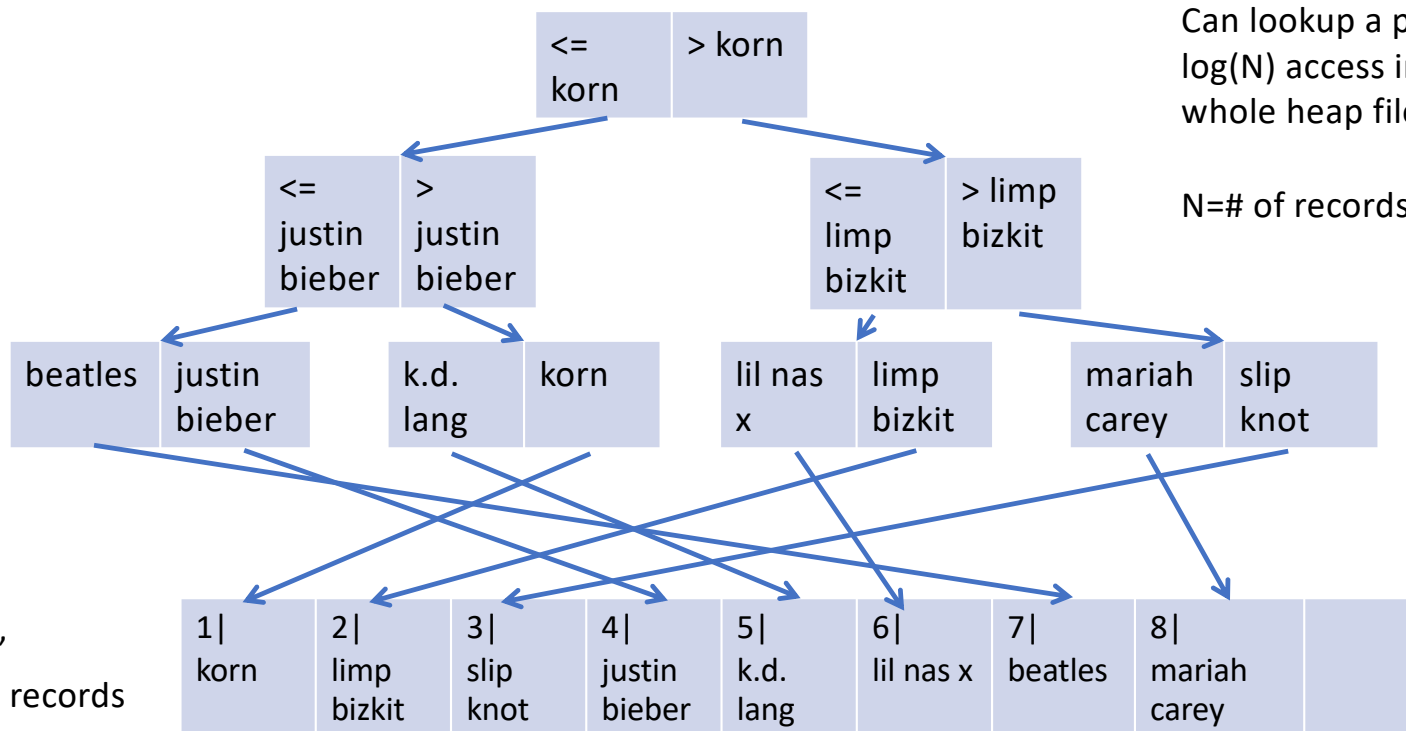 <=
korn
> korn
Can lookup a p
log(N) access i
whole heap file
N=# of records
<=
justin
bieber
>
justin
bieber
<=
limp
bizkit
> limp
bizkit
beatles
justin
bieber
k.d.
lang
korn
lil nas
x
limp
bizkit
mariah
carey
slip
knot
,
records
1|
korn
2|
limp
bizkit
3|
slip
knot
4|
justin
bieber
5|
k.d.
lang
6|
lil nas x
7|
beatles
8|
mariah
carey